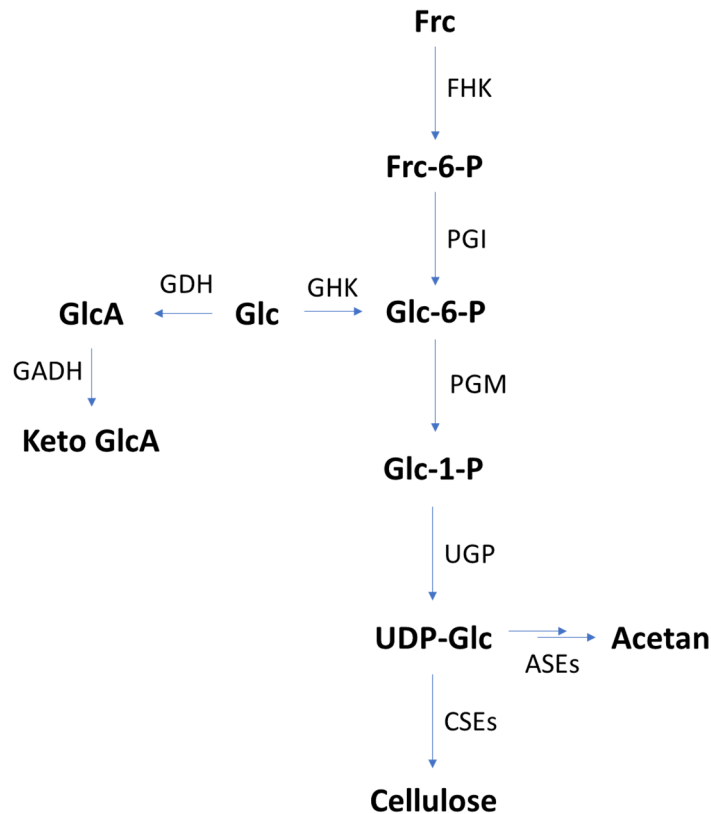 Frc
FHK
Frc-6-P
PGI
GDH
GHK
GlcA
Glc
Glc-6-P
GADH
PGM
Keto GlcA
Glc-1-P
UGP
UDP-Glc
Acetan
ASEs
CSEs
Cellulose